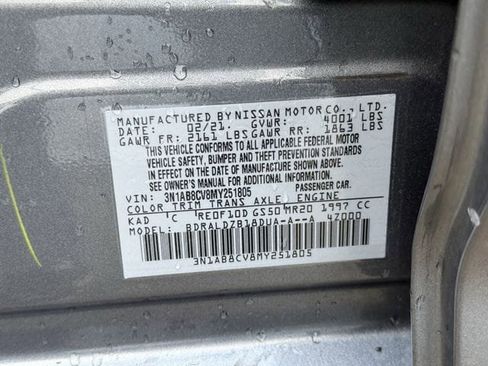 MANUFACTURED BY NISSAN MOTOR CO., LTD.
DATE: 02/21. GVWR: 4001 LBS
GAWR FR: 2161 LBS GAWR RR: 1863 LBS
THIS VEHICLE CONFORMS TO ALL APPLICABLE FEDERAL MOTOR
VEHICLE SAFETY, BUMPER AND THEFT PREVENTION STANDARDS
IN EFFECT ON THE DATE OF MANUFACTURE SHOWN ABOVE.
SEE OWNER'S MANUAL FOR ADDITIONAL INFORMATION
VIN: 3N1AB8CV8MY251805 PASSENGER CAR.
COLOR TRIM TRANS AXLE ENGINE
KAD C RE0F10D GS50 MR20 1997 CC
MODEL: BDRALDZB18DUA-A--A 47000
3N1AB8CV8MY251805